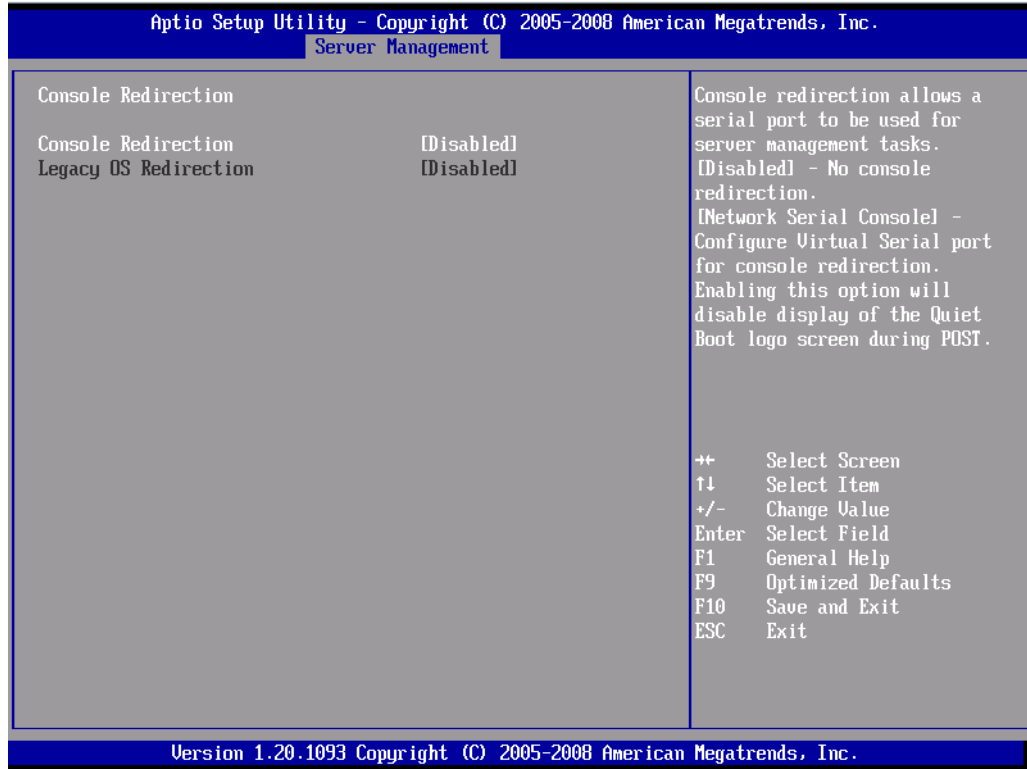 Aptio Setup Utility - Copyright (C) 2005-2008 American Megatrends, Inc.
Server Management
Console Redirection
Console Redirection [Disabled]
Legacy OS Redirection [Disabled]
Console redirection allows a
serial port to be used for
server management tasks.
[Disabled] - No console
redirection.
[Network Serial Console] -
Configure Virtual Serial port
for console redirection.
Enabling this option will
disable display of the Quiet
Boot logo screen during POST.
→← Select Screen
↑↓ Select Item
+/- Change Value
Enter Select Field
F1 General Help
F9 Optimized Defaults
F10 Save and Exit
ESC Exit
Version 1.20.1093 Copyright (C) 2005-2008 American Megatrends, Inc.